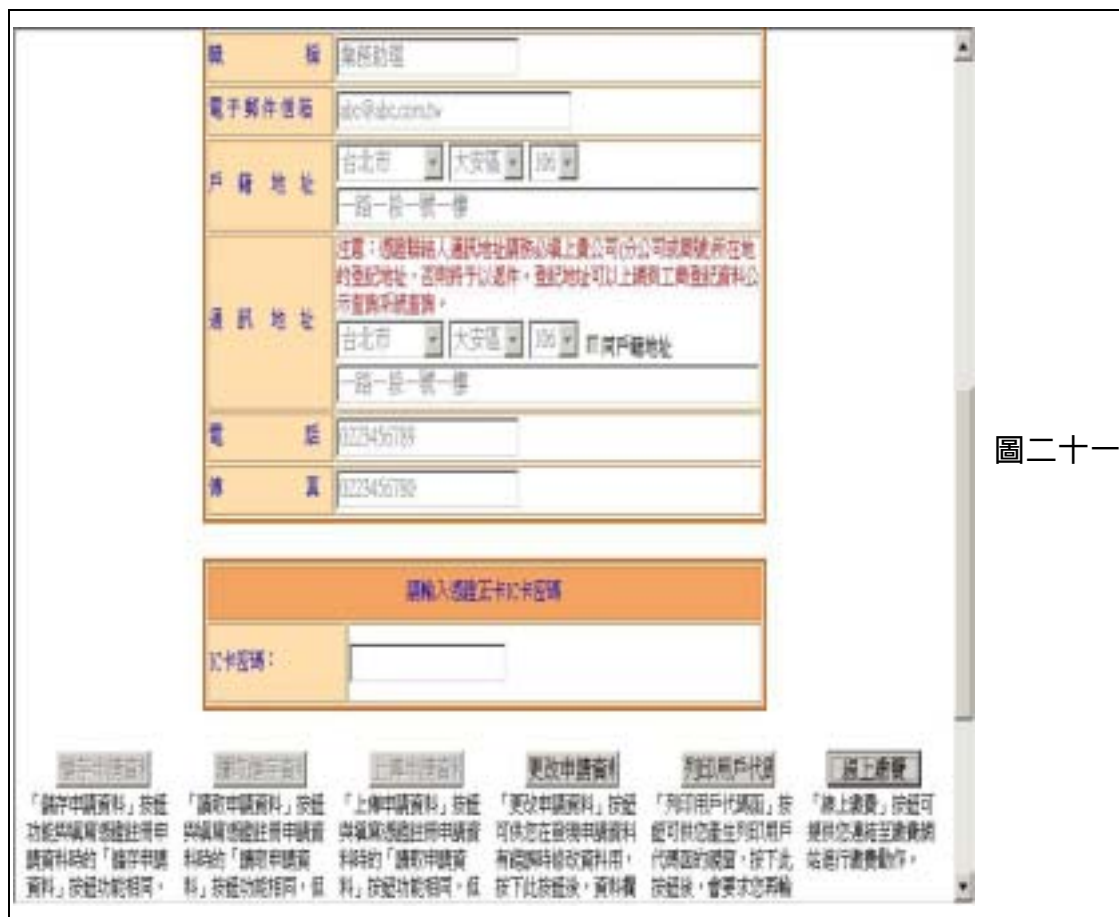 職 稱 業務助理
電子郵件信箱 abc@abc.com.tw
戶籍地址 台北市 大安區 106
一路一段一號一樓
注意：憑證聯絡人通訊地址請務必填上貴公司(分公司或商號)所在地
的登記地址，否則將予以退件。登記地址可以上網到工商登記資料公
示查詢系統查詢。
通訊地址 台北市 大安區 106 同戶籍地址
一路一段一號一樓
電 話 0223456789
傳 真 0223456780
圖二十一
請輸入憑證正卡IC卡密碼
IC卡密碼：
儲存申請資料 讀取儲存資料 上傳申請資料 更改申請資料 列印用戶代碼 線上繳費
「儲存申請資料」按鈕 「讀取申請資料」按鈕 「上傳申請資料」按鈕 「更改申請資料」按鈕 「列印用戶代碼函」按 「線上繳費」按鈕可
功能與填寫憑證註冊申 與填寫憑證註冊申請資 與填寫憑證註冊申請資 可供您在發現申請資料 鈕可供您產生列印用戶 提供您連結至繳費網
請資料時的「儲存申請 料時的「讀取申請資 料時的「讀取申請資 有錯誤時修改資料用， 代碼函的視窗，按下此 站進行繳費動作。
資料」按鈕功能相同， 料」按鈕功能相同，但 料」按鈕功能相同，但 按下此按鈕後，資料欄 按鈕後，會要求您再輸